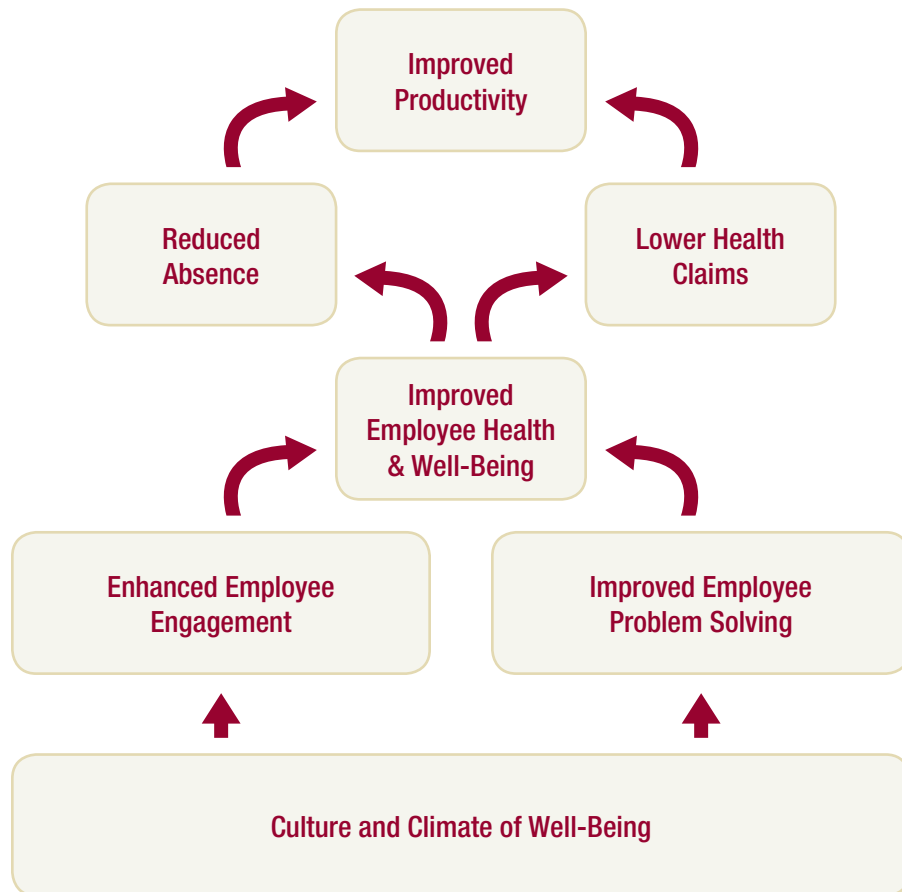 Improved
Productivity
Reduced
Absence
Lower Health
Claims
Improved
Employee Health
& Well-Being
Enhanced Employee
Engagement
Improved Employee
Problem Solving
Culture and Climate of Well-Being